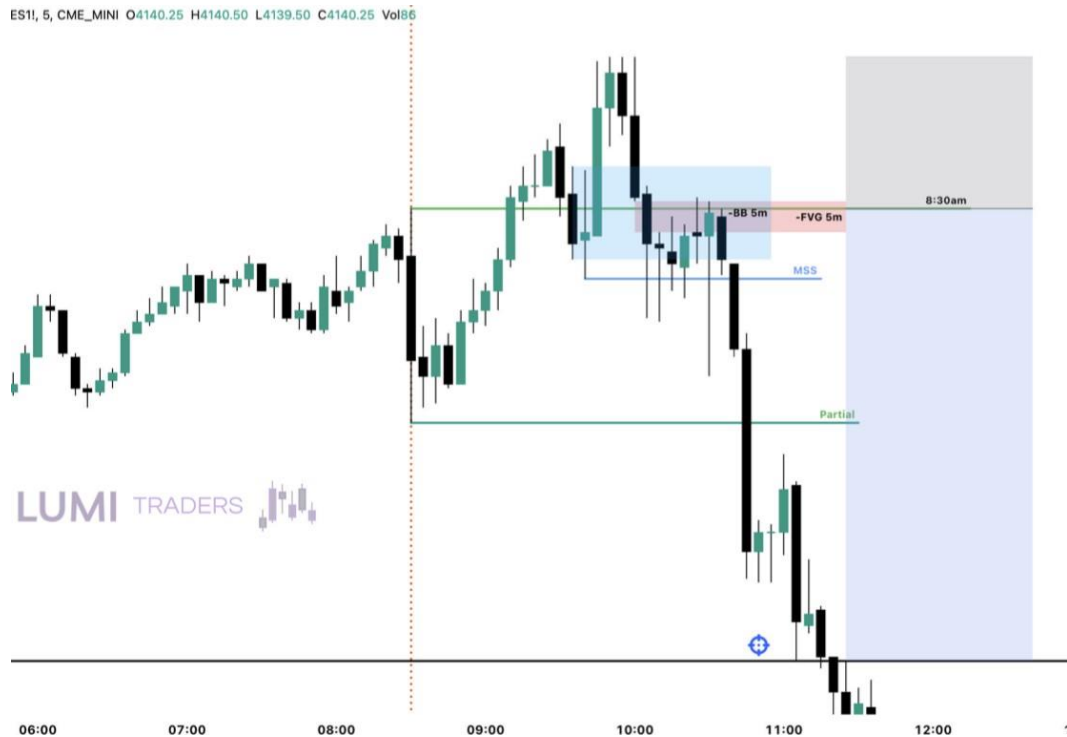 ES1!, 5, CME_MINI O4140.25 H4140.50 L4139.50 C4140.25 Vol86
8:30am
-BB 5m
-FVG 5m
MSS
Partial
LUMI TRADERS
06:00 07:00 08:00 09:00 10:00 11:00 12:00